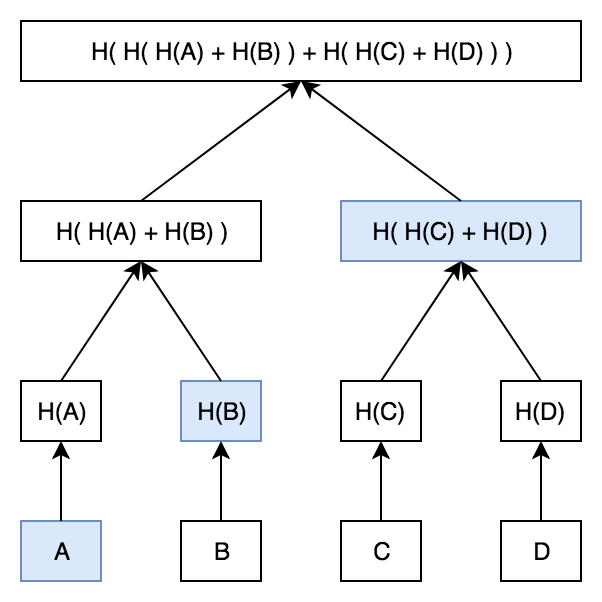 H( H( H(A) + H(B) ) + H( H(C) + H(D) ) )
H( H(A) + H(B) )
H( H(C) + H(D) )
H(A)
H(B)
H(C)
H(D)
A
B
C
D